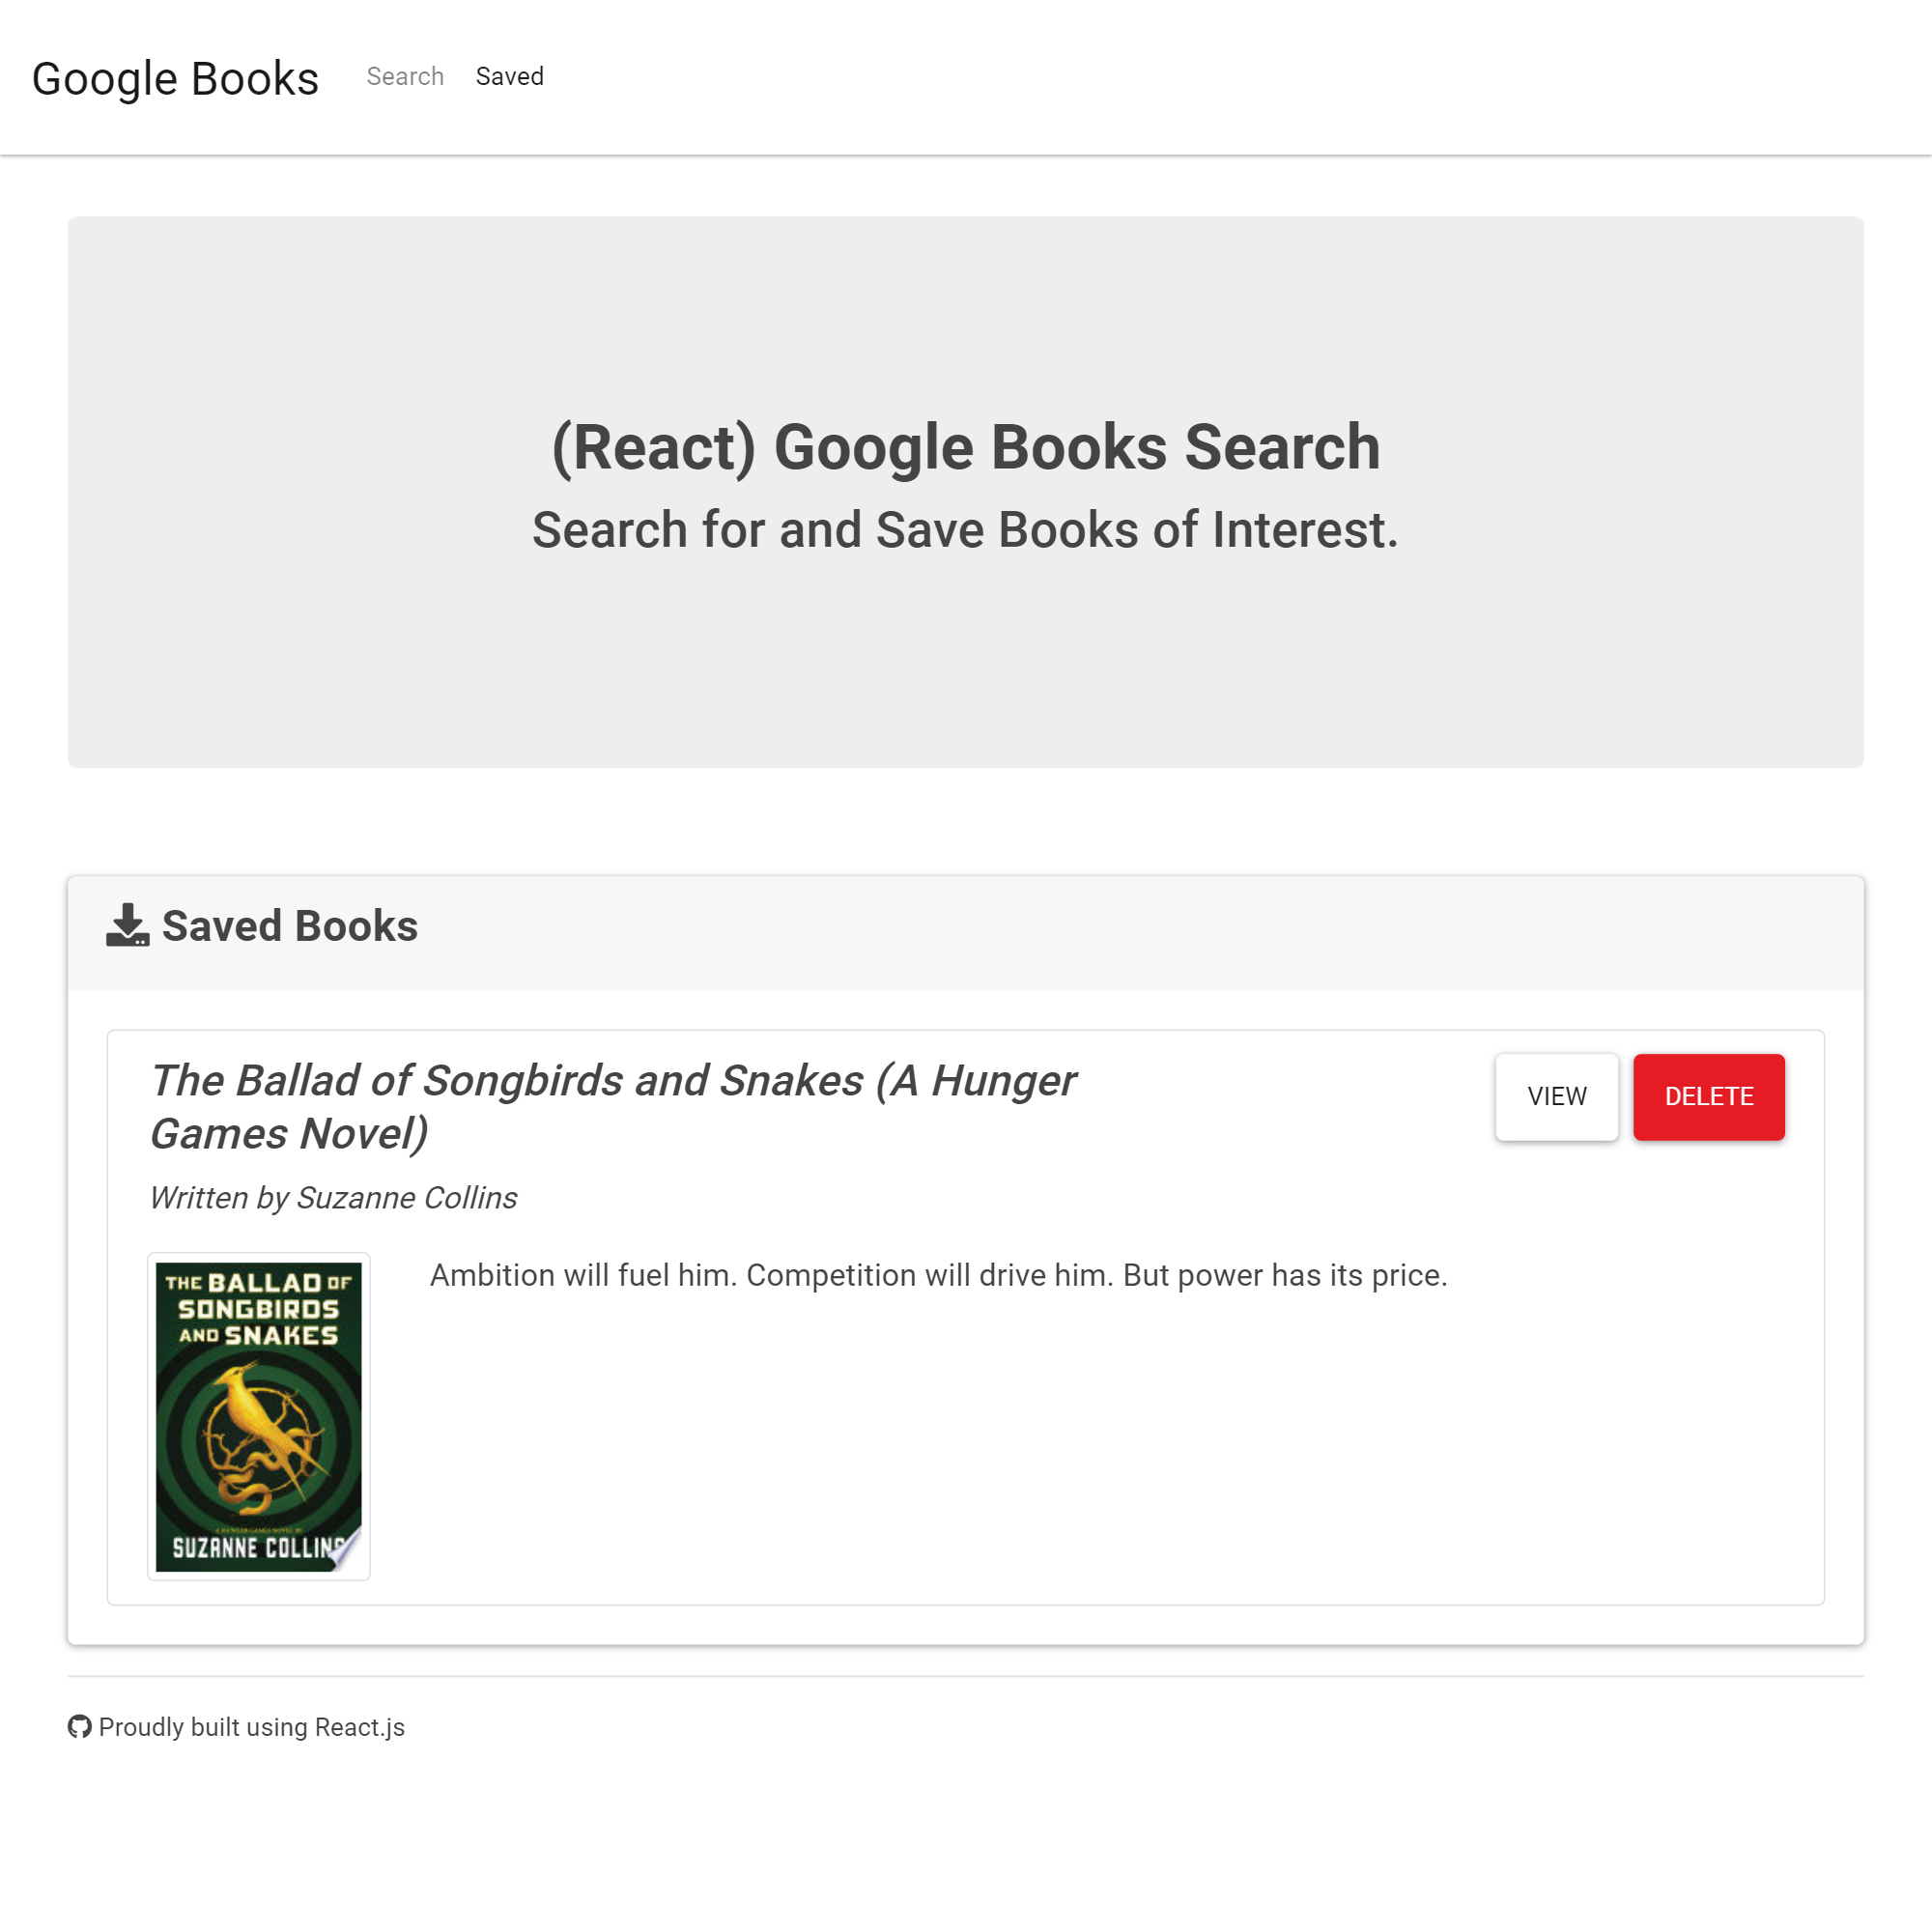 Google Books Search Saved
(React) Google Books Search
Search for and Save Books of Interest.
Saved Books
The Ballad of Songbirds and Snakes (A Hunger
Games Novel)
VIEW DELETE
Written by Suzanne Collins
Ambition will fuel him. Competition will drive him. But power has its price.
THE BALLAD OF
SONGBIRDS
AND SNAKES
SUZANNE COLLINS
Proudly built using React.js